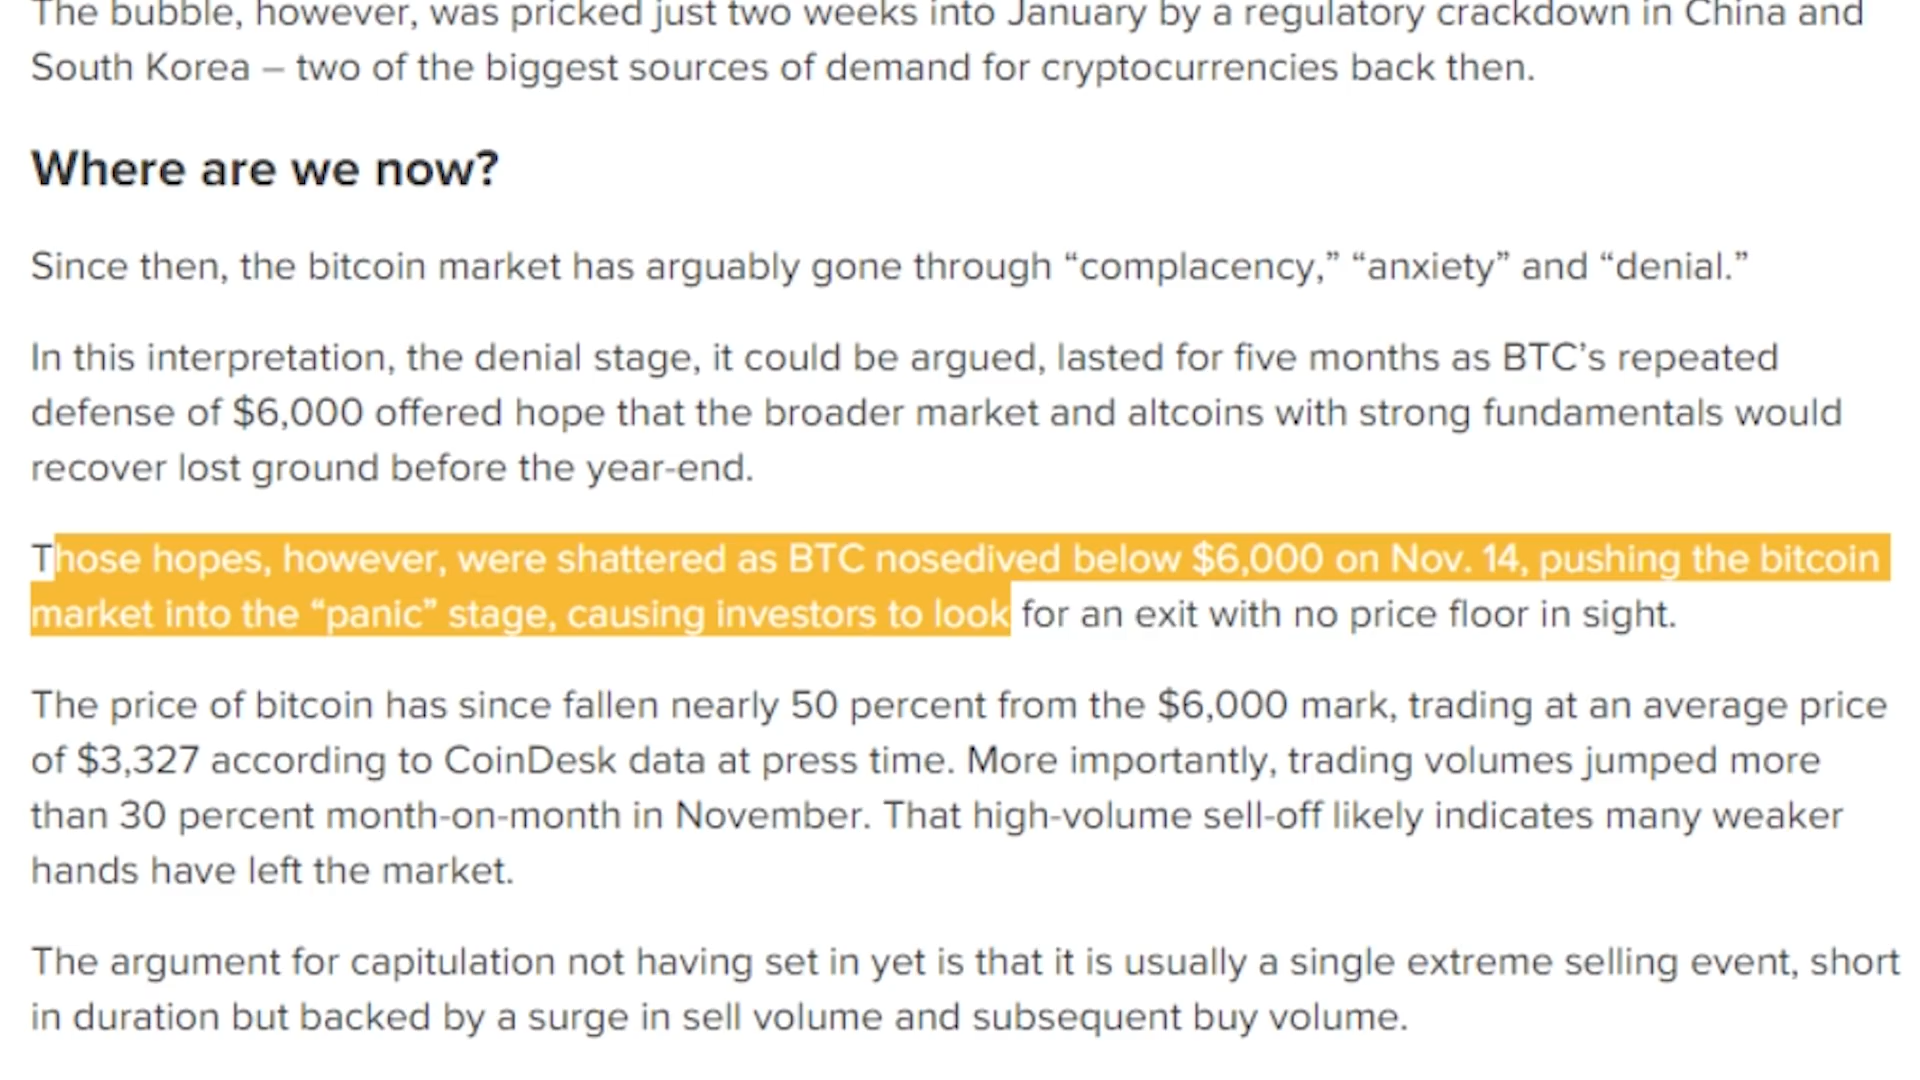 The bubble, however, was pricked just two weeks into January by a regulatory crackdown in China and
South Korea – two of the biggest sources of demand for cryptocurrencies back then.
Where are we now?
Since then, the bitcoin market has arguably gone through “complacency,” “anxiety” and “denial.”
In this interpretation, the denial stage, it could be argued, lasted for five months as BTC’s repeated
defense of $6,000 offered hope that the broader market and altcoins with strong fundamentals would
recover lost ground before the year-end.
Those hopes, however, were shattered as BTC nosedived below $6,000 on Nov. 14, pushing the bitcoin
market into the “panic” stage, causing investors to look for an exit with no price floor in sight.
The price of bitcoin has since fallen nearly 50 percent from the $6,000 mark, trading at an average price
of $3,327 according to CoinDesk data at press time. More importantly, trading volumes jumped more
than 30 percent month-on-month in November. That high-volume sell-off likely indicates many weaker
hands have left the market.
The argument for capitulation not having set in yet is that it is usually a single extreme selling event, short
in duration but backed by a surge in sell volume and subsequent buy volume.